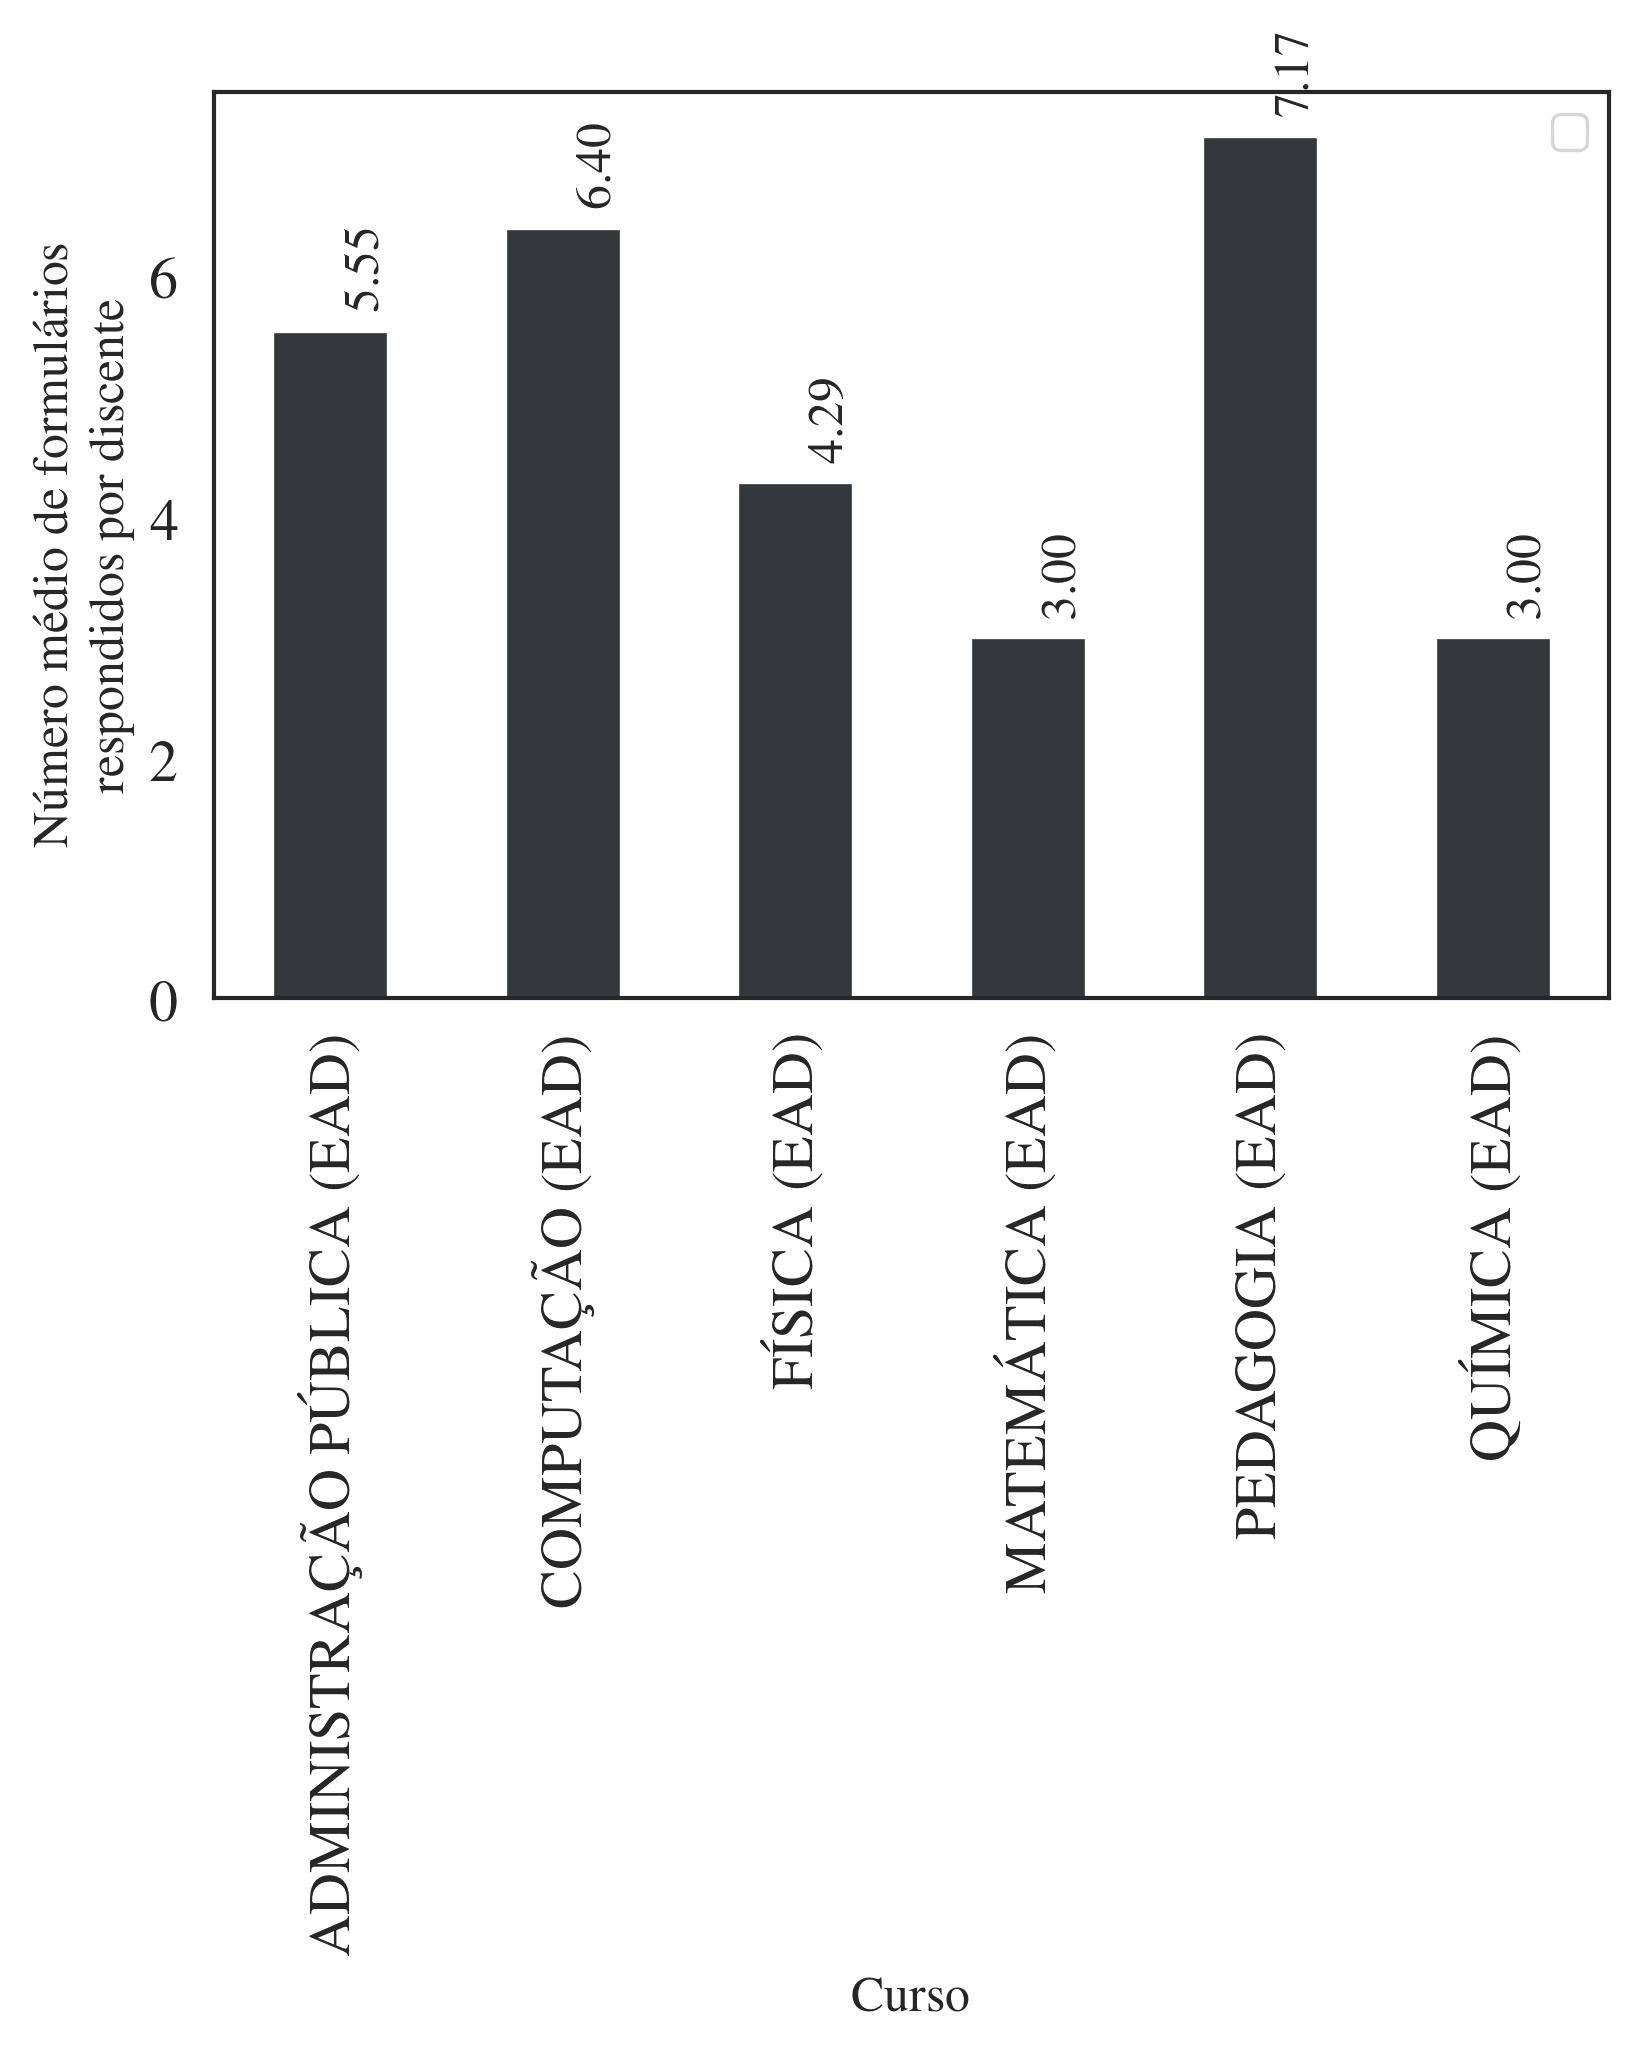 Número médio de formulários
respondidos por discente
6
4
2
0
5.55
6.40
4.29
3.00
7.17
3.00
ADMINISTRAÇÃO PÚBLICA (EAD)
COMPUTAÇÃO (EAD)
FÍSICA (EAD)
MATEMÁTICA (EAD)
PEDAGOGIA (EAD)
QUÍMICA (EAD)
Curso